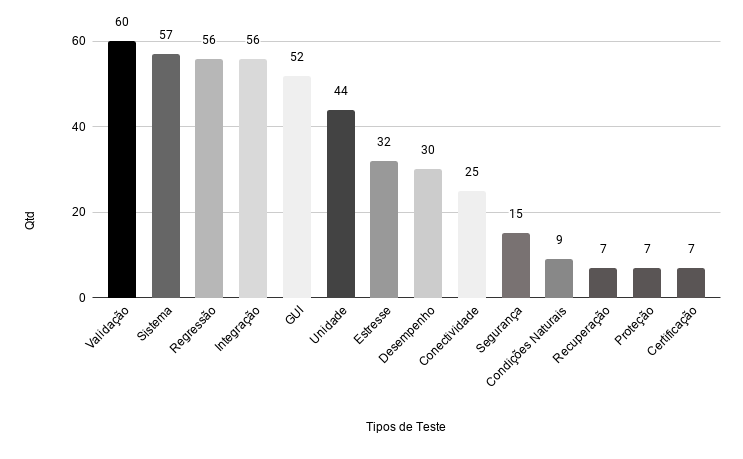 60
57
56
56
52
44
32
30
25
15
9
7
7
7
60
40
20
0
Qtd
Validação
Sistema
Regressão
Integração
GUI
Unidade
Estresse
Desempenho
Conectividade
Segurança
Condições Naturais
Recuperação
Proteção
Certificação
Tipos de Teste